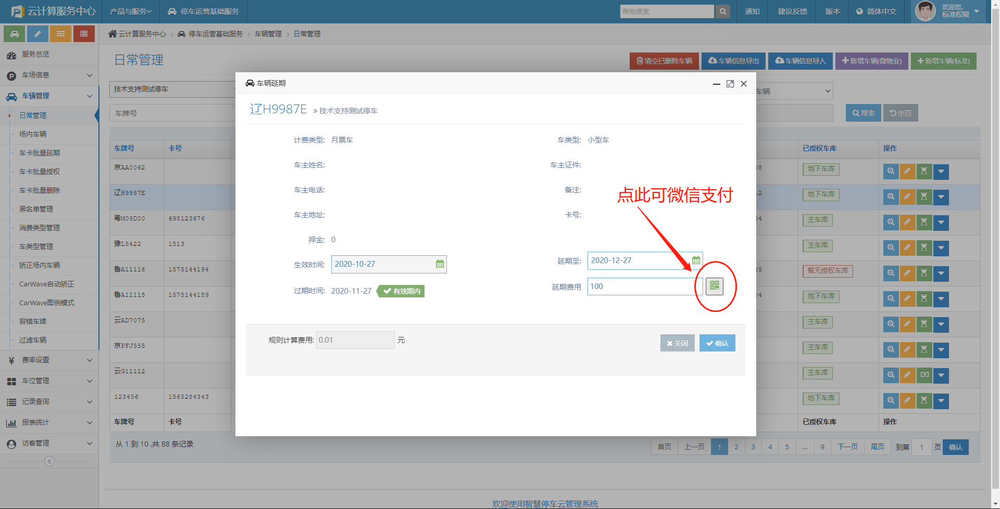 云计算服务中心
产品与服务
停车运营基础服务
帮助搜索
通知
建议反馈
版本
简体中文
欢迎您,
标准权限
云计算服务中心 > 停车运营基础服务 > 车辆管理 > 日常管理
服务总览
车场信息
车辆管理
日常管理
场内车辆
车卡批量延期
车卡批量授权
车卡批量删除
黑名单管理
消费类型管理
车类型管理
矫正场内车辆
CarWave自动矫正
CarWave图例模式
容错车牌
过滤车辆
费率设置
车位管理
记录查询
报表统计
访客管理
日常管理
清空已删除车辆
车辆信息导出
车辆信息导入
新增车辆(微物业)
新增车辆(标准)
技术支持测试停车
车辆
车牌号
搜索
重置
车牌号 卡号 已授权车库 操作
京AA0062 28 地下车库
辽H9987E 12 地下车库
粤M09D00 695123676 54 主车库
豫L5422 1513 主车库
鲁A11116 1575144194 45 暂无授权车库
鲁A11115 1575144189 04 地下车库
云AD7075 主车库
京PFJ555 主车库
云G11112 主车库
123456 1565284343 地下车库
车牌号 卡号 已授权车库 操作
从 1 到 10 ,共 88 条记录
首页 上一页 1 2 3 4 5 ... 9 下一页 尾页 到第 1 页 确认
欢迎使用智慧停车云管理系统
车辆延期
辽H9987E » 技术支持测试停车
计费类型: 月票车 车类型: 小型车
车主姓名: 车主证件:
车主电话: 备注:
点此可微信支付
车主地址: 卡号:
押金: 0
生效时间: 2020-10-27 延期至: 2020-12-27
过期时间: 2020-11-27 有效期内 延期费用 100
规则计算费用: 0.01 元
关闭
确认